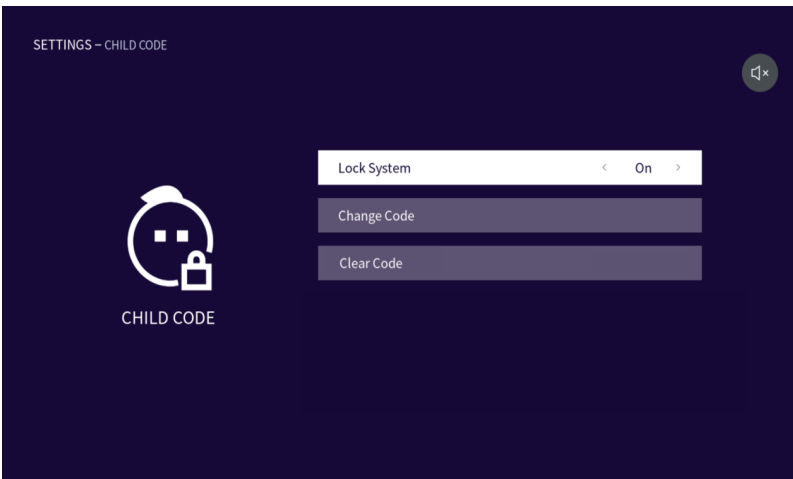 SETTINGS – CHILD CODE
Lock System < On >
Change Code
Clear Code
CHILD CODE